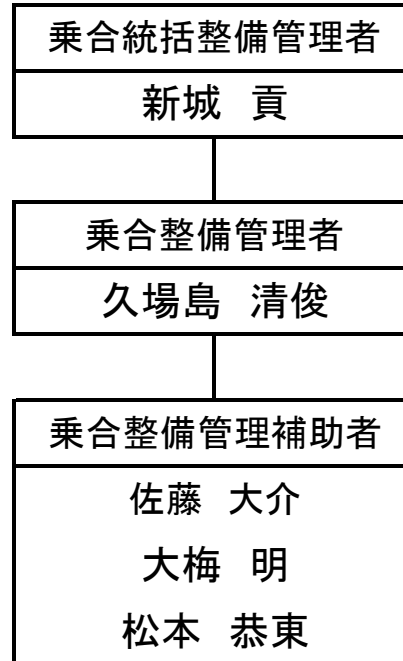 乗合統括整備管理者
新城　貢
乗合整備管理者
久場島　清俊
乗合整備管理補助者
佐藤　大介
大梅　明
松本　恭東